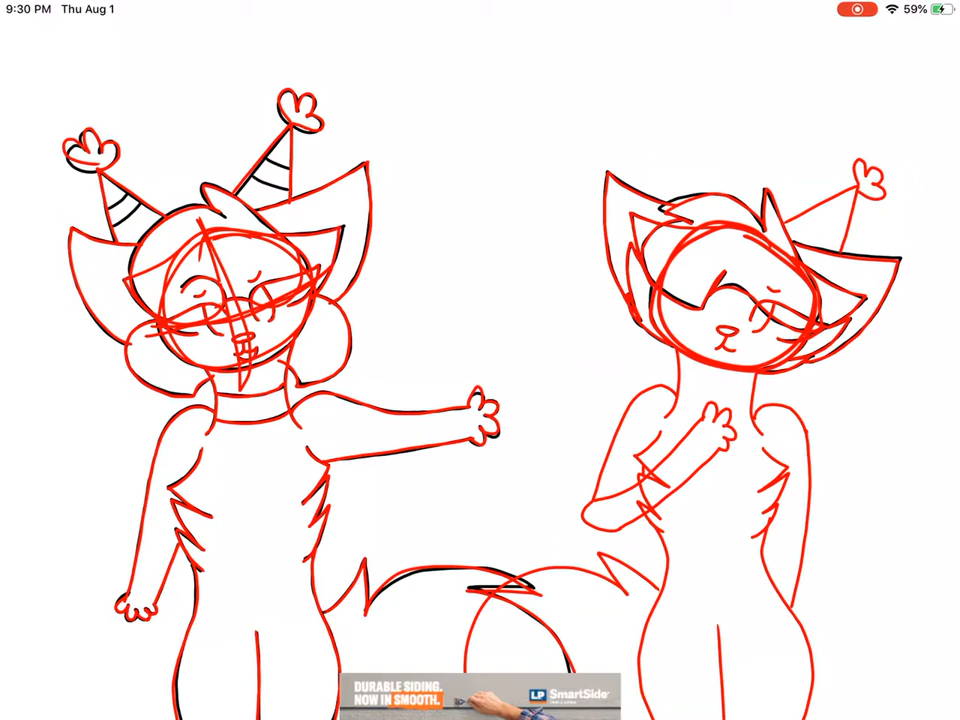 9:30 PM Thu Aug 1
59%
DURABLE SIDING.
NOW IN SMOOTH.
LP SmartSide